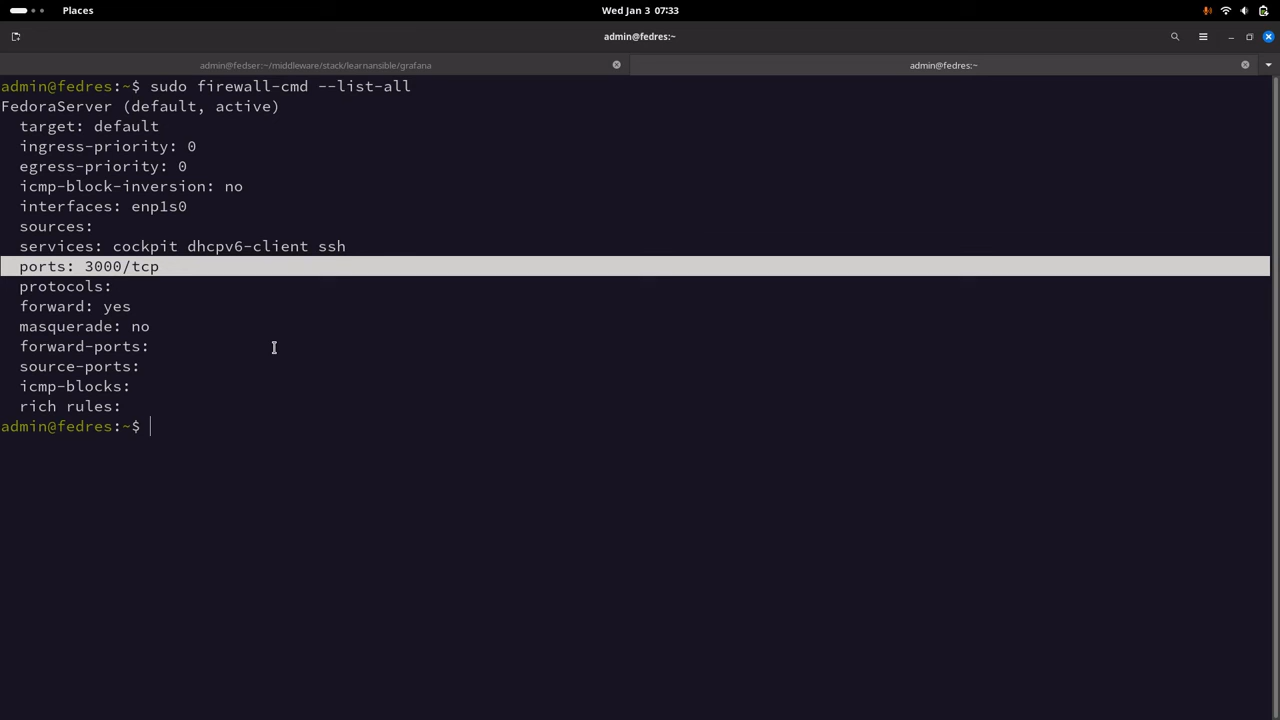 Places
Wed Jan 3 07:33
admin@fedres:~
admin@fedser:~/middleware/stack/learnansible/grafana
admin@fedres:~
admin@fedres:~$ sudo firewall-cmd --list-all
FedoraServer (default, active)
  target: default
  ingress-priority: 0
  egress-priority: 0
  icmp-block-inversion: no
  interfaces: enp1s0
  sources:
  services: cockpit dhcpv6-client ssh
  ports: 3000/tcp
  protocols:
  forward: yes
  masquerade: no
  forward-ports:
  source-ports:
  icmp-blocks:
  rich rules:
admin@fedres:~$